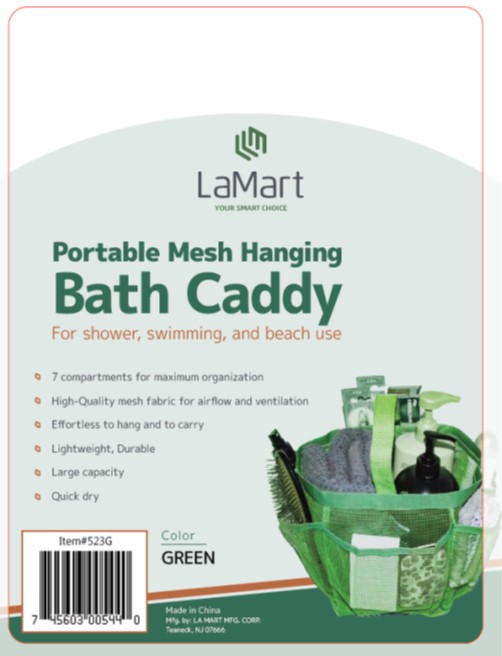 LaMart
YOUR SMART CHOICE
Portable Mesh Hanging
Bath Caddy
For shower, swimming, and beach use
7 compartments for maximum organization
High-Quality mesh fabric for airflow and ventilation
Effortless to hang and to carry
Lightweight, Durable
Large capacity
Quick dry
Item#523G
7 45603 00544 0
Color
GREEN
Made in China
Mfg. by: LA MART MFG. CORP.
Teaneck, NJ 07666